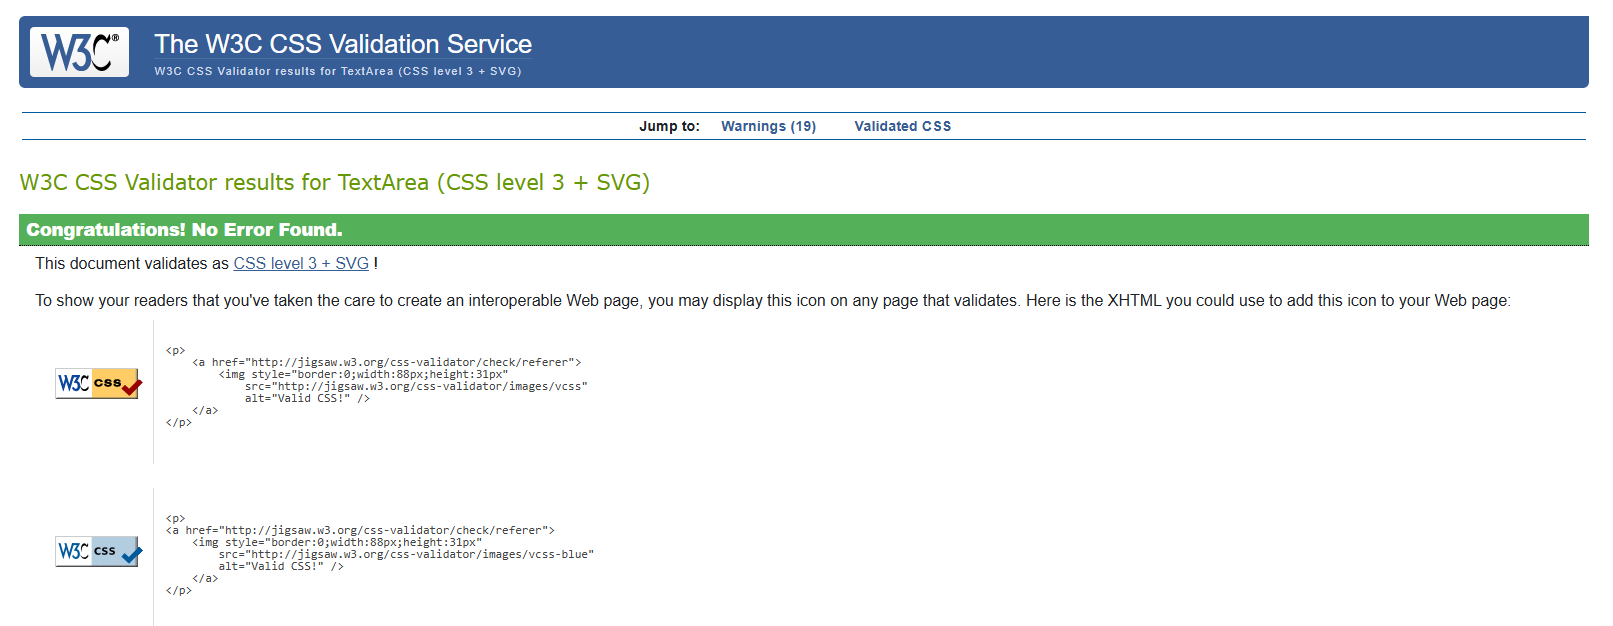 W3C®
The W3C CSS Validation Service
W3C CSS Validator results for TextArea (CSS level 3 + SVG)
Jump to: Warnings (19) Validated CSS
W3C CSS Validator results for TextArea (CSS level 3 + SVG)
Congratulations! No Error Found.
This document validates as CSS level 3 + SVG !
To show your readers that you've taken the care to create an interoperable Web page, you may display this icon on any page that validates. Here is the XHTML you could use to add this icon to your Web page:
W3C css
<p>
    <a href="http://jigsaw.w3.org/css-validator/check/referer">
        <img style="border:0;width:88px;height:31px"
            src="http://jigsaw.w3.org/css-validator/images/vcss"
            alt="Valid CSS!" />
    </a>
</p>
W3C css
<p>
<a href="http://jigsaw.w3.org/css-validator/check/referer">
    <img style="border:0;width:88px;height:31px"
        src="http://jigsaw.w3.org/css-validator/images/vcss-blue"
        alt="Valid CSS!" />
    </a>
</p>